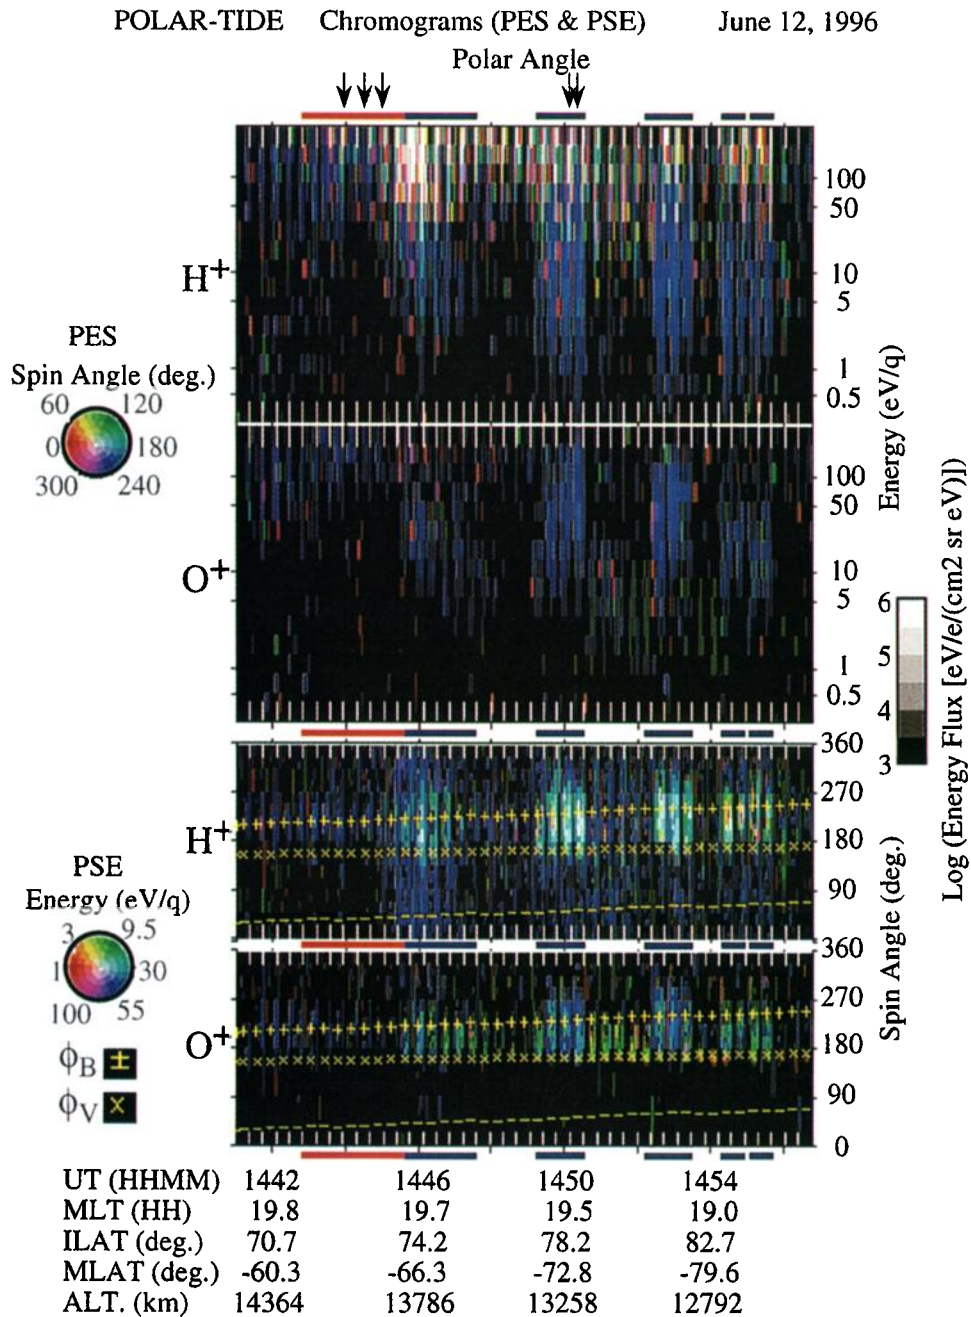 POLAR-TIDE Chromograms (PES & PSE) June 12, 1996
Polar Angle
H+
100
50
10
5
1
0.5
Energy (eV/q)
PES
Spin Angle (deg.)
60 120
0 180
300 240
O+
100
50
10
5
1
0.5
6
5
4
3
Log (Energy Flux [eV/e/(cm2 sr eV)])
H+
360
270
180
90
Spin Angle (deg.)
PSE
Energy (eV/q)
3 9.5
1 30
100 55
O+
360
270
180
90
0
ϕB ±
ϕV ×
UT (HHMM) 1442 1446 1450 1454
MLT (HH) 19.8 19.7 19.5 19.0
ILAT (deg.) 70.7 74.2 78.2 82.7
MLAT (deg.) -60.3 -66.3 -72.8 -79.6
ALT. (km) 14364 13786 13258 12792